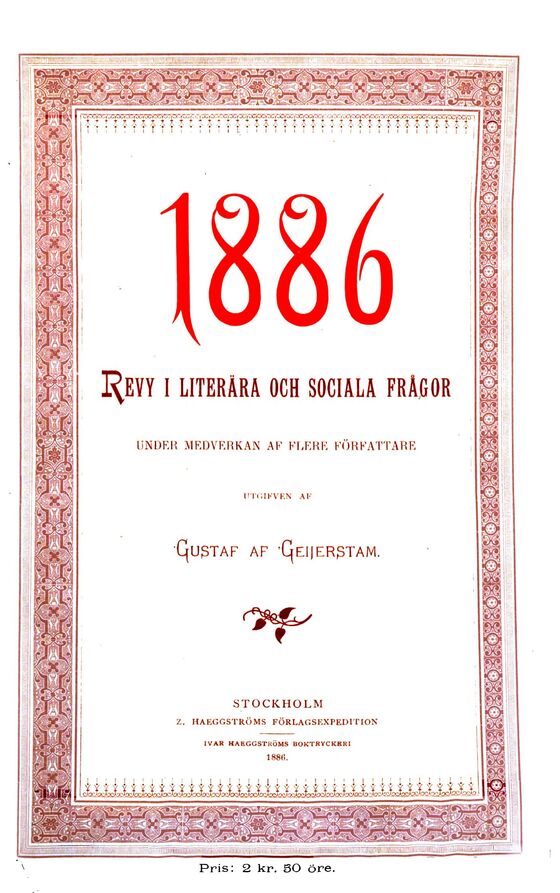 1886
REVY I LITERÄRA OCH SOCIALA FRÅGOR
UNDER MEDVERKAN AF FLERE FÖRFATTARE
UTGIFVEN AF
GUSTAF AF GEIJERSTAM.
STOCKHOLM
Z. HAEGGSTRÖMS FÖRLAGSEXPEDITION
IVAR HAEGGSTRÖMS BOKTRYCKERI
1886.
Pris: 2 kr. 50 öre.